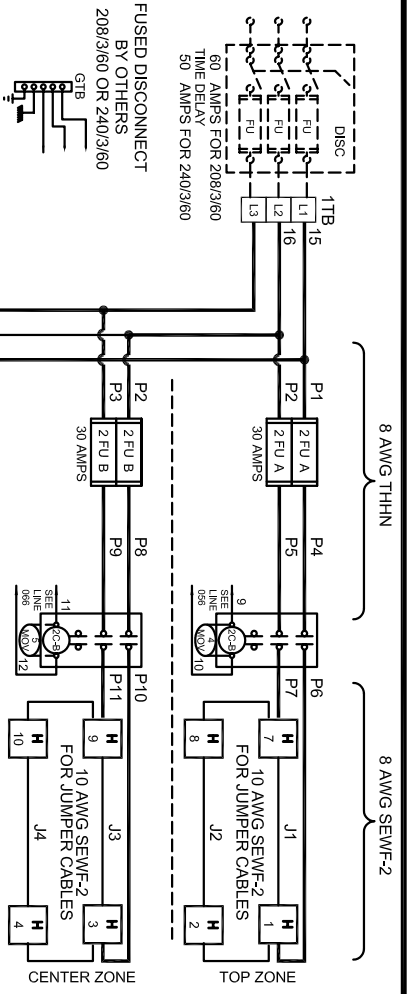 DISC
FU
FU
FU
60 AMPS FOR 208/3/60
TIME DELAY
50 AMPS FOR 240/3/60
FUSED DISCONNECT
BY OTHERS
208/3/60 OR 240/3/60
GTB
1TB
L1
L2
L3
15
16
8 AWG THHN
8 AWG SEWF-2
P1
P2
2 FU A
2 FU A
30 AMPS
P4
P5
9
SEE
LINE
056
2C-B
4
MOV
10
P6
P7
H
7
J1
H
1
10 AWG SEWF-2
FOR JUMPER CABLES
H
8
J2
H
2
TOP ZONE
P2
P3
2 FU B
2 FU B
30 AMPS
P8
P9
11
SEE
LINE
066
2C-B
5
MOV
12
P10
P11
H
9
J3
H
3
10 AWG SEWF-2
FOR JUMPER CABLES
H
10
J4
H
4
CENTER ZONE